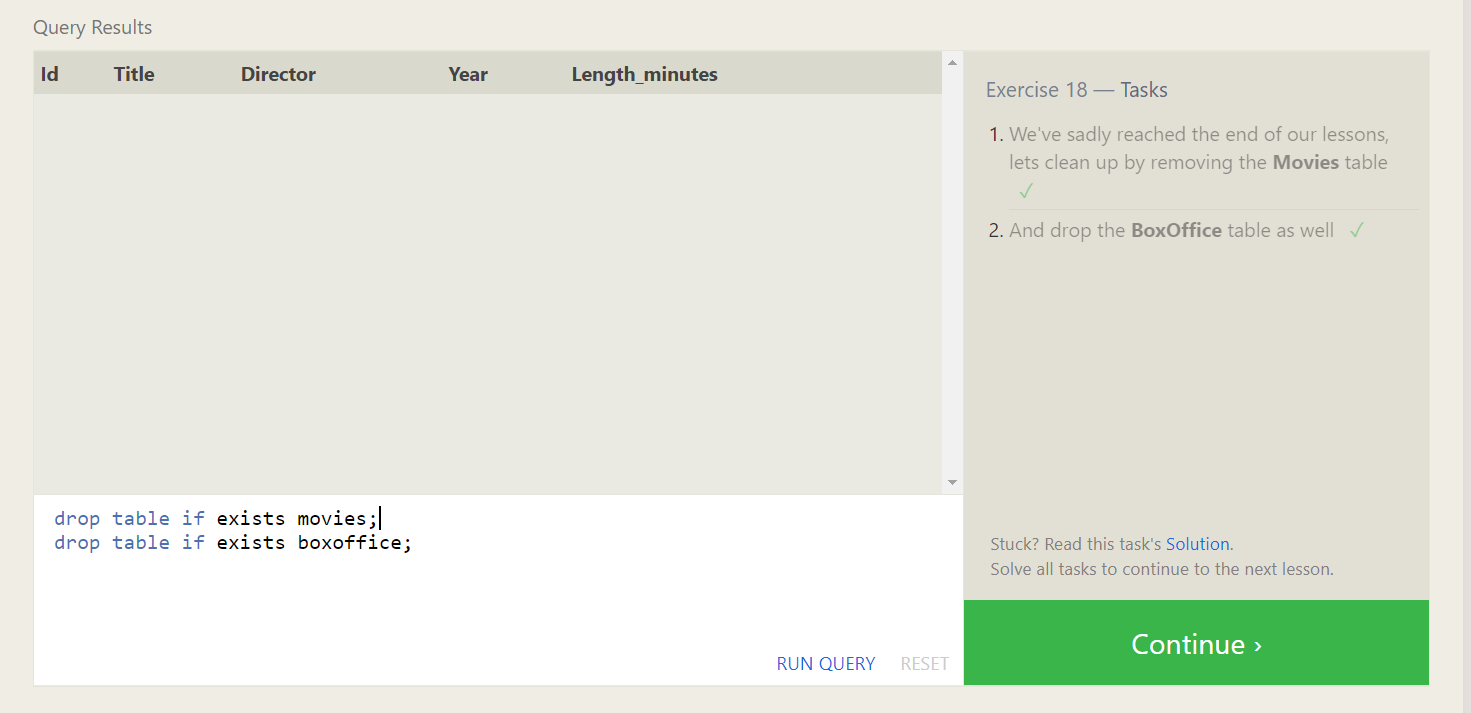 Query Results
Id Title Director Year Length_minutes
Exercise 18 — Tasks
1. We've sadly reached the end of our lessons,
lets clean up by removing the Movies table
✓
2. And drop the BoxOffice table as well ✓
drop table if exists movies;
drop table if exists boxoffice;
RUN QUERY RESET
Stuck? Read this task's Solution.
Solve all tasks to continue to the next lesson.
Continue ›